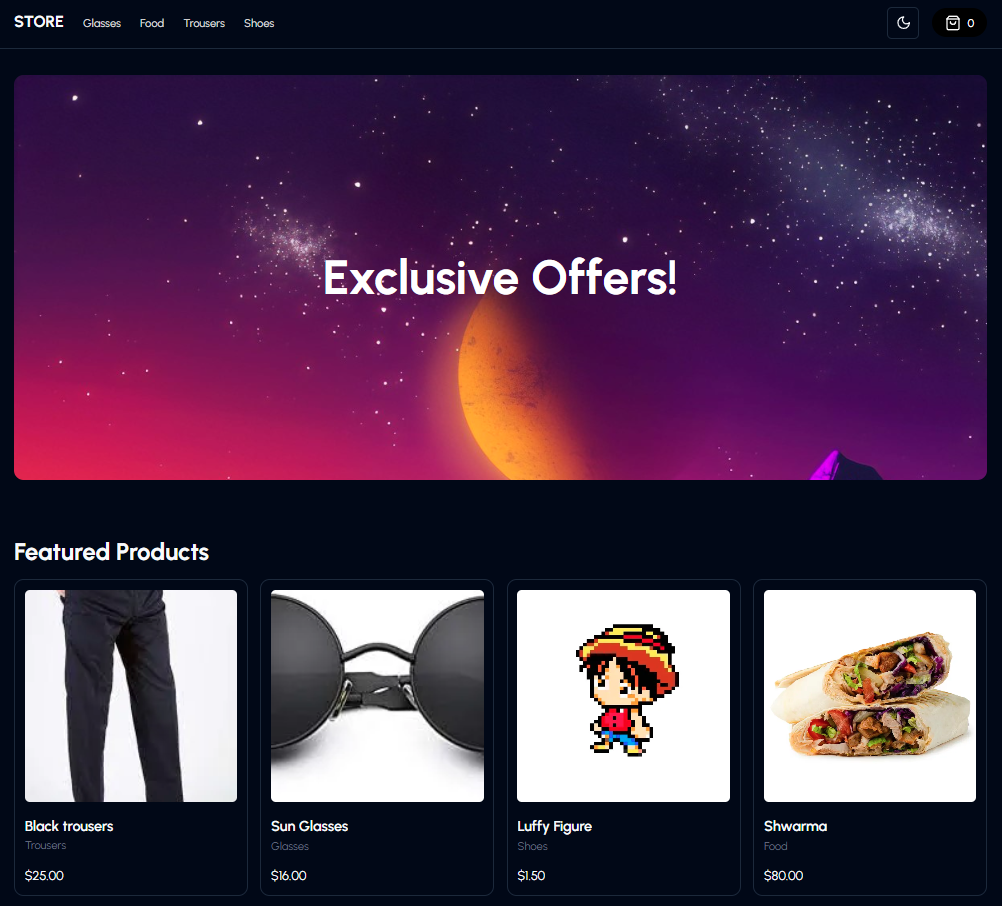 STORE Glasses Food Trousers Shoes 0
Exclusive Offers!
Featured Products
Black trousers
Trousers
$25.00
Sun Glasses
Glasses
$16.00
Luffy Figure
Shoes
$1.50
Shwarma
Food
$80.00